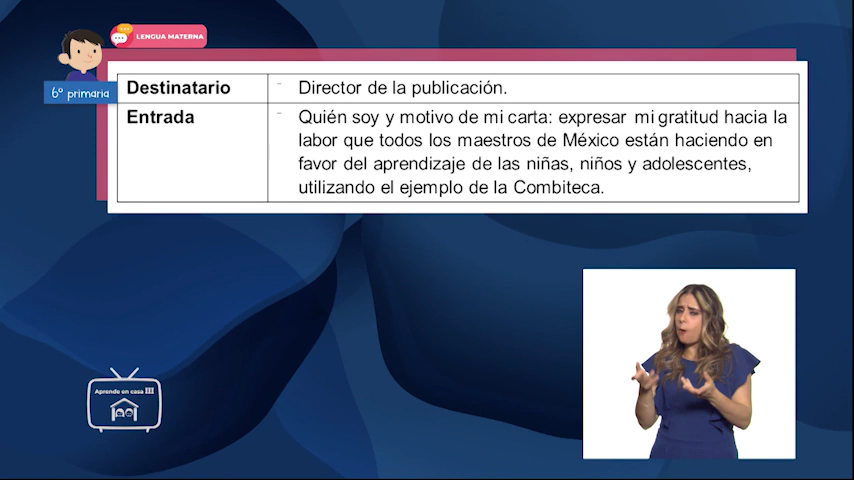 LENGUA MATERNA
6º primaria
Destinatario
- Director de la publicación.
Entrada
- Quién soy y motivo de mi carta: expresar mi gratitud hacia la
labor que todos los maestros de México están haciendo en
favor del aprendizaje de las niñas, niños y adolescentes,
utilizando el ejemplo de la Combiteca.
Aprende en casa III